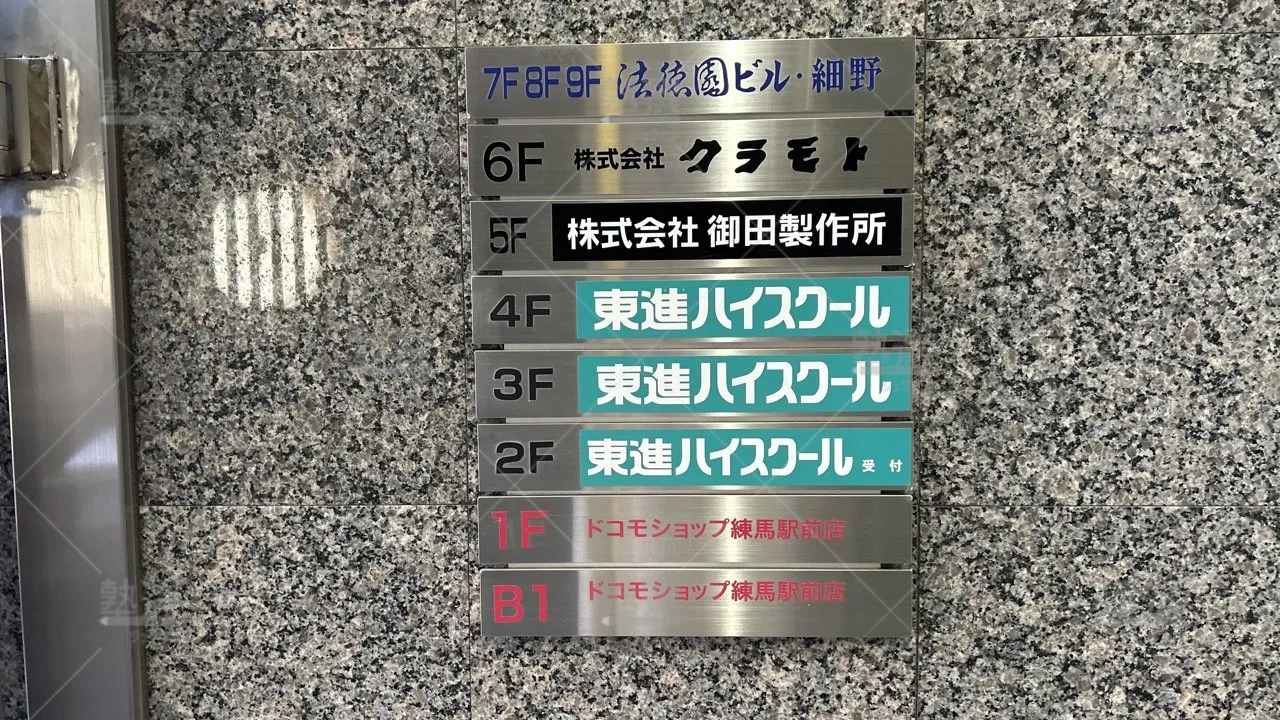 7F 8F 9F 法徳園ビル・細野
6F 株式会社 クラモト
5F 株式会社 御田製作所
4F 東進ハイスクール
3F 東進ハイスクール
2F 東進ハイスクール 受付
1F ドコモショップ練馬駅前店
B1 ドコモショップ練馬駅前店